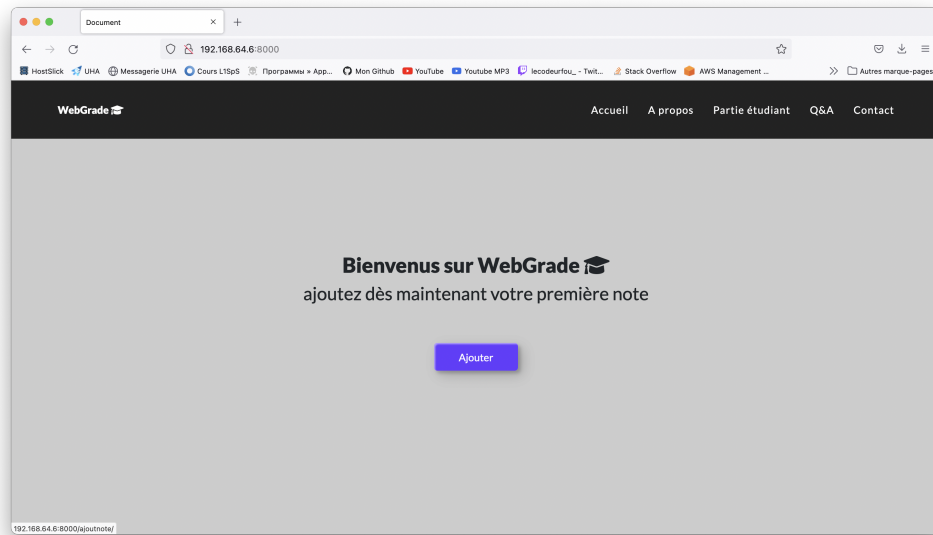 Document
192.168.64.6:8000
HostSlick UHA Messagerie UHA Cours L1SpS Программы » App... Mon Github YouTube Youtube MP3 lecodeurfou_ - Twit... Stack Overflow AWS Management ... Autres marque-pages
WebGrade Accueil A propos Partie étudiant Q&A Contact
Bienvenus sur WebGrade
ajoutez dès maintenant votre première note
Ajouter
192.168.64.6:8000/ajoutnote/